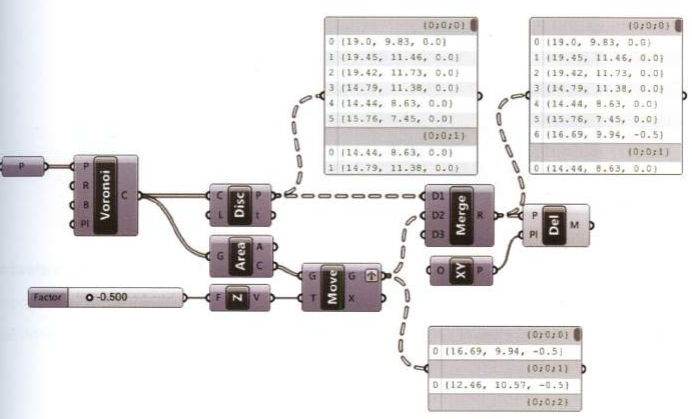 {0;0;0}
0 {19.0, 9.83, 0.0}
1 {19.45, 11.46, 0.0}
2 {19.42, 11.73, 0.0}
3 {14.79, 11.38, 0.0}
4 {14.44, 8.63, 0.0}
5 {15.76, 7.45, 0.0}
{0;0;1}
0 {14.44, 8.63, 0.0}
1 {14.79, 11.38, 0.0}
{0;0;0}
0 {19.0, 9.83, 0.0}
1 {19.45, 11.46, 0.0}
2 {19.42, 11.73, 0.0}
3 {14.79, 11.38, 0.0}
4 {14.44, 8.63, 0.0}
5 {15.76, 7.45, 0.0}
6 {16.69, 9.94, -0.5}
{0;0;1}
0 {14.44, 8.63, 0.0}
P
P
R
B
Pl
Voronoi
C
C
L
Disc
P
t
G
Area
A
C
Factor
-0.500
F
Z
V
G
T
Move
G
X
D1
D2
D3
Merge
R
O
XY
P
P
Pl
Del
M
{0;0;0}
0 {16.69, 9.94, -0.5}
{0;0;1}
0 {12.46, 10.57, -0.5}
{0;0;2}